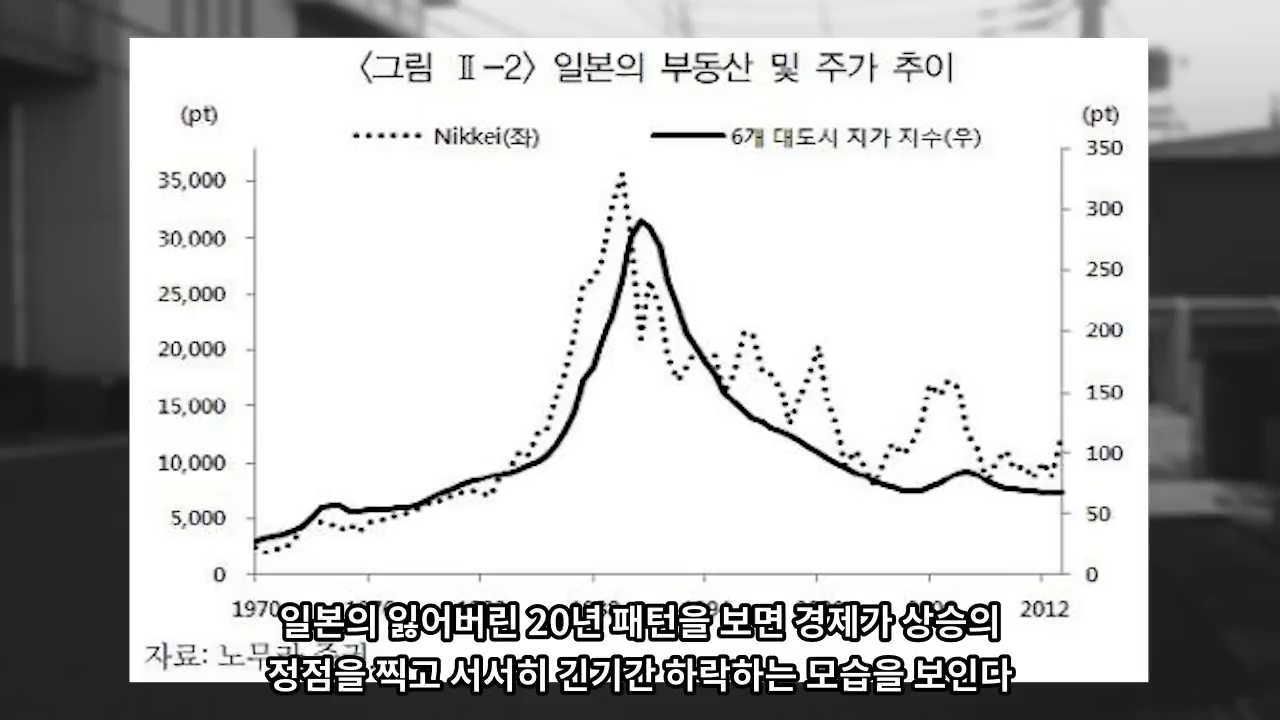 〈그림 Ⅱ-2〉 일본의 부동산 및 주가 추이
(pt) (pt)
Nikkei(좌) 6개 대도시 지가 지수(우)
350
35,000
300
30,000
250
25,000
200
20,000
150
15,000
100
10,000
50
5,000
0 0
1970 2012
자료: 노무라 증권
일본의 잃어버린 20년 패턴을 보면 경제가 상승의
정점을 찍고 서서히 긴기간 하락하는 모습을 보인다